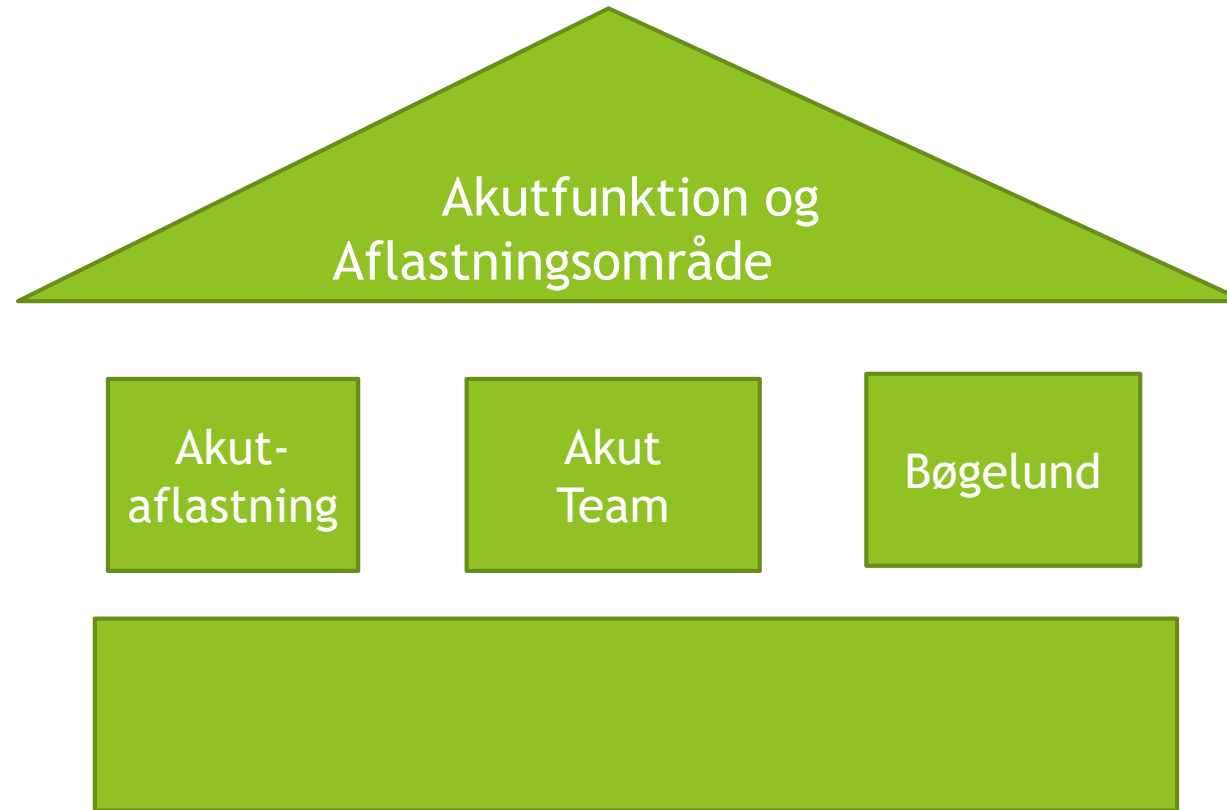 Akutfunktion og
Aflastningsområde
Akut-
aflastning
Akut
Team
Bøgelund